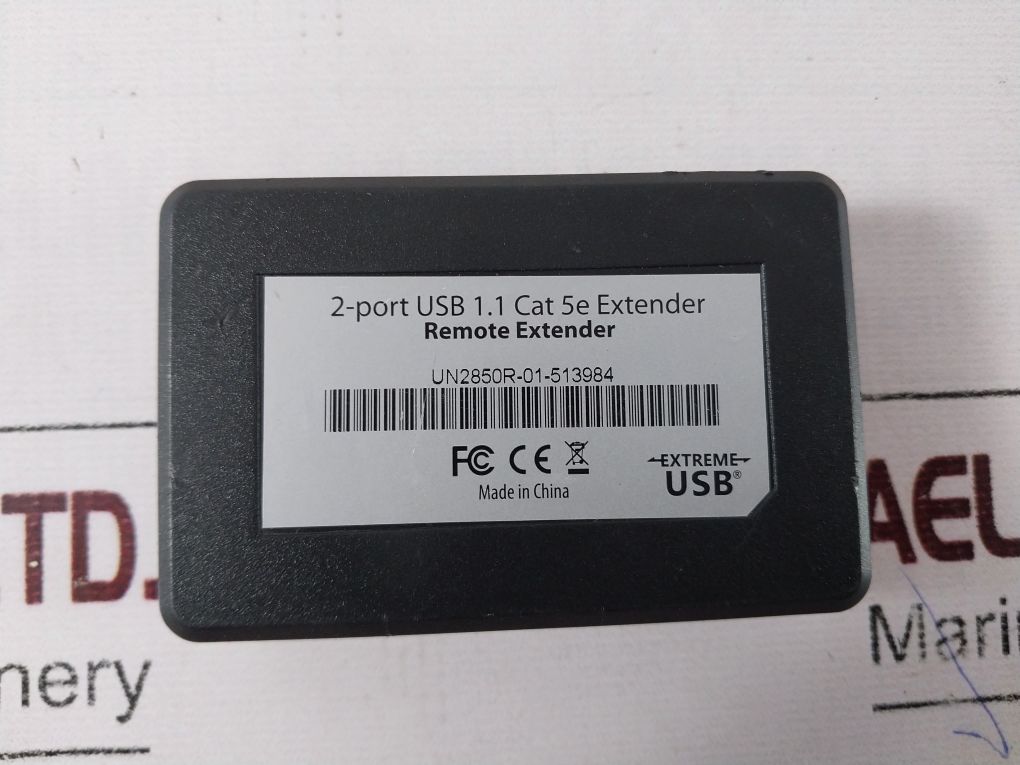 2-port USB 1.1 Cat 5e Extender
Remote Extender
UN2850R-01-513984
FC CE
Made in China
EXTREME
USB®
TD.
AEL
nery
Marin